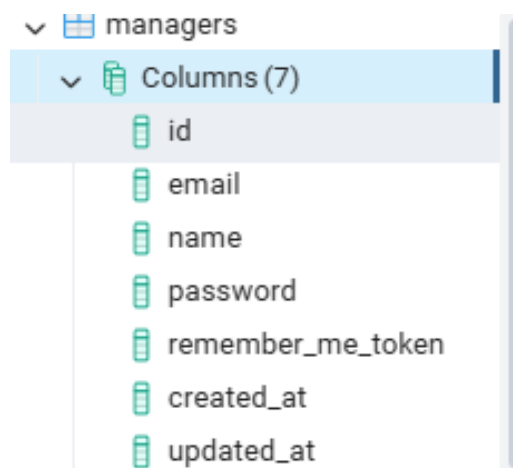 managers
Columns (7)
id
email
name
password
remember_me_token
created_at
updated_at